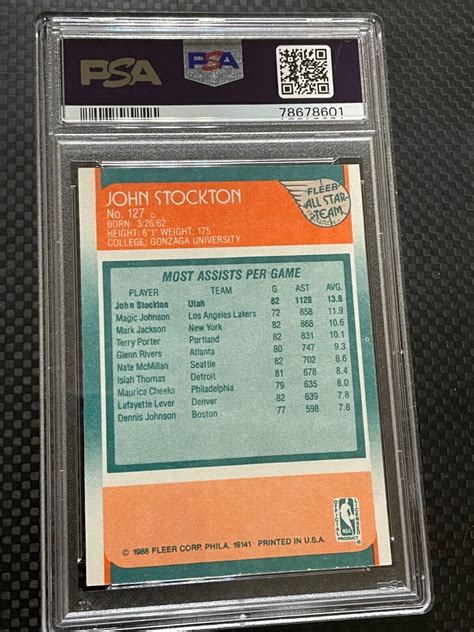 PSA
PSA
78678601
JOHN STOCKTON
No. 127
BORN: 3/26/62
HEIGHT: 6'1" WEIGHT: 175
COLLEGE, GONZAGA UNIVERSITY
FLEER
ALL STAR
TEAM
MOST ASSISTS PER GAME
PLAYER TEAM G AST AVG.
John Stockton Utah 82 1128 13.8
Magic Johnson Los Angeles Lakers 72 858 11.9
Mark Jackson New York 82 868 10.6
Terry Porter Portland 82 831 10.1
Glenn Rivers Atlanta 80 747 9.3
Nate McMillan Seattle 82 702 8.6
Isiah Thomas Detroit 81 678 8.4
Maurice Cheeks Philadelphia 79 635 8.0
Lafayette Lever Denver 82 639 7.8
Dennis Johnson Boston 77 598 7.8
OFFICIAL LICENSED
NBA
PRODUCT
© 1988 FLEER CORP. PHILA. 19141 PRINTED IN U.S.A.
PSA